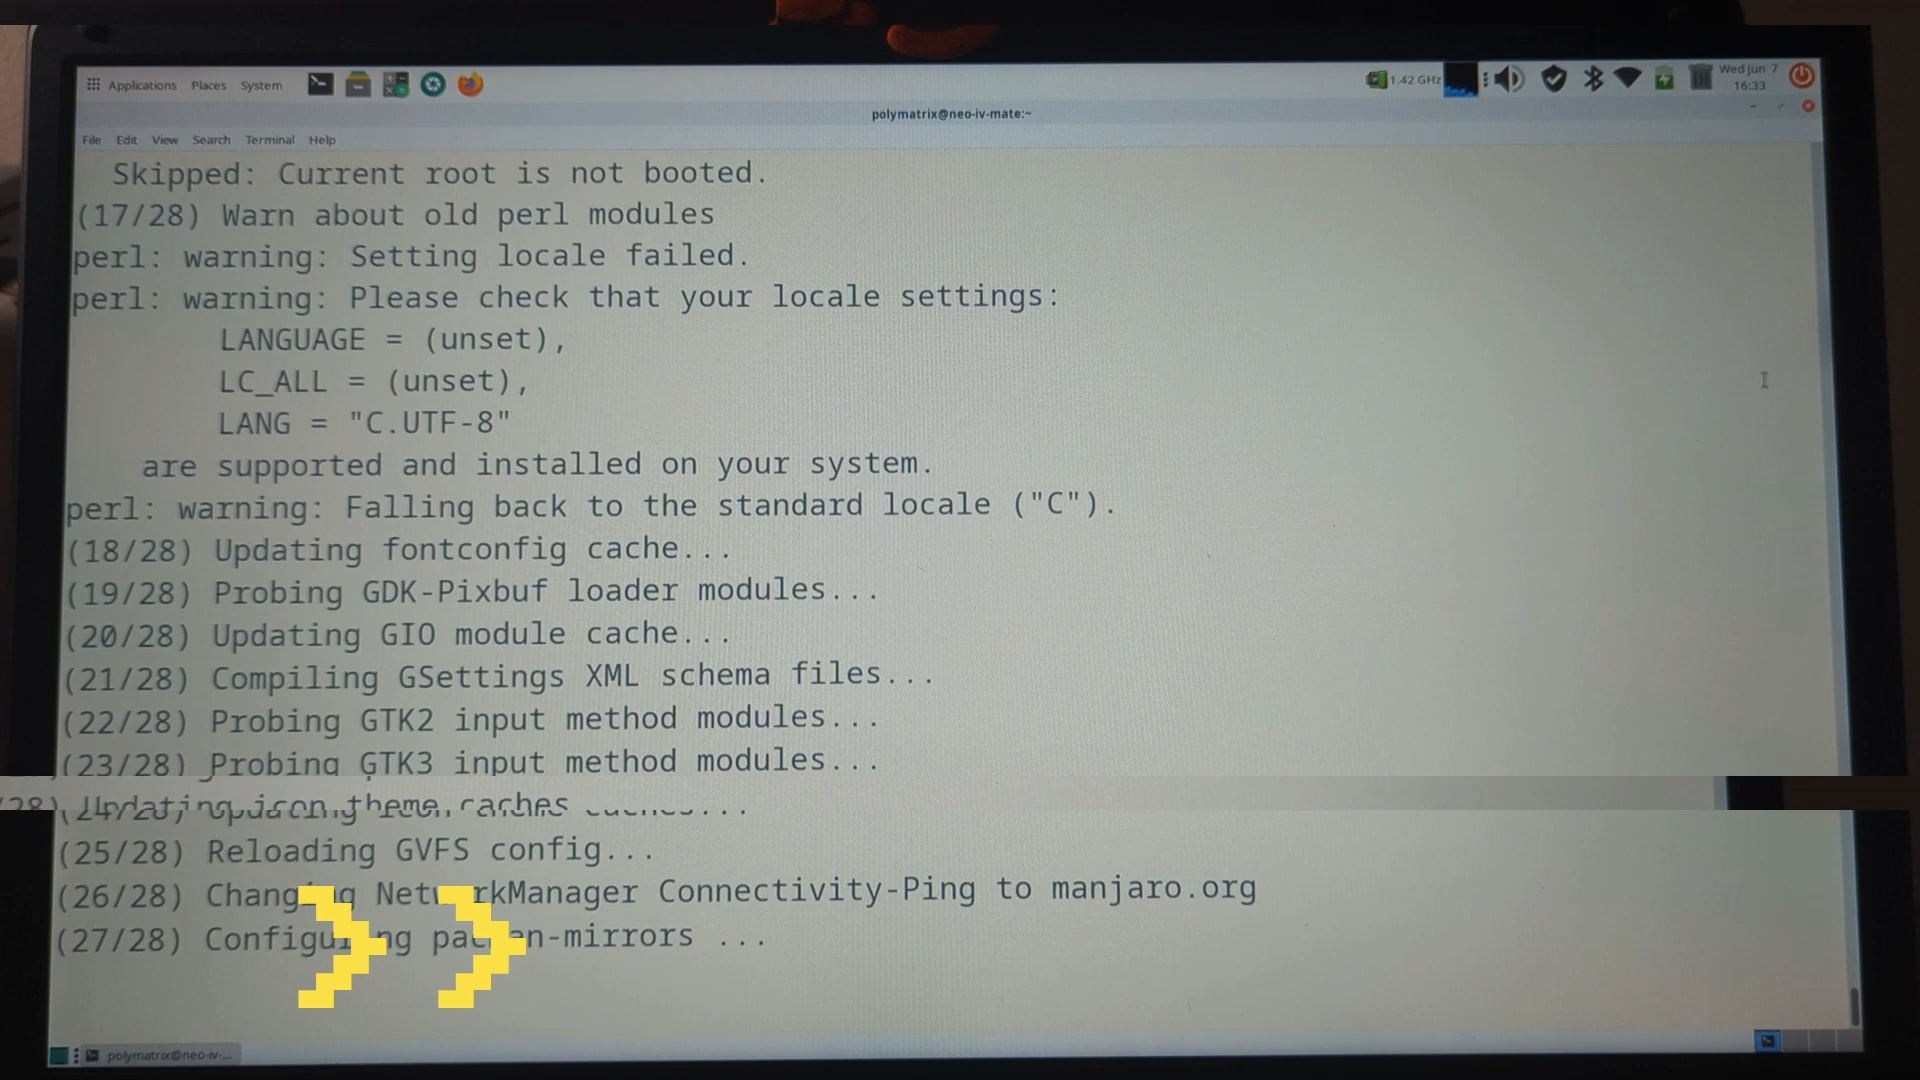 Applications Places System
1.42 GHz
Wed Jun 7
16:33
polymatrix@neo-iv-mate:~
File Edit View Search Terminal Help
Skipped: Current root is not booted.
(17/28) Warn about old perl modules
perl: warning: Setting locale failed.
perl: warning: Please check that your locale settings:
LANGUAGE = (unset),
LC_ALL = (unset),
LANG = "C.UTF-8"
are supported and installed on your system.
perl: warning: Falling back to the standard locale ("C").
(18/28) Updating fontconfig cache...
(19/28) Probing GDK-Pixbuf loader modules...
(20/28) Updating GIO module cache...
(21/28) Compiling GSettings XML schema files...
(22/28) Probing GTK2 input method modules...
(23/28) Probing GTK3 input method modules...
(24/28) Updating icon theme caches ...
(25/28) Reloading GVFS config...
(26/28) Changing NetworkManager Connectivity-Ping to manjaro.org
(27/28) Configuring pacman-mirrors ...
polymatrix@neo-iv-...